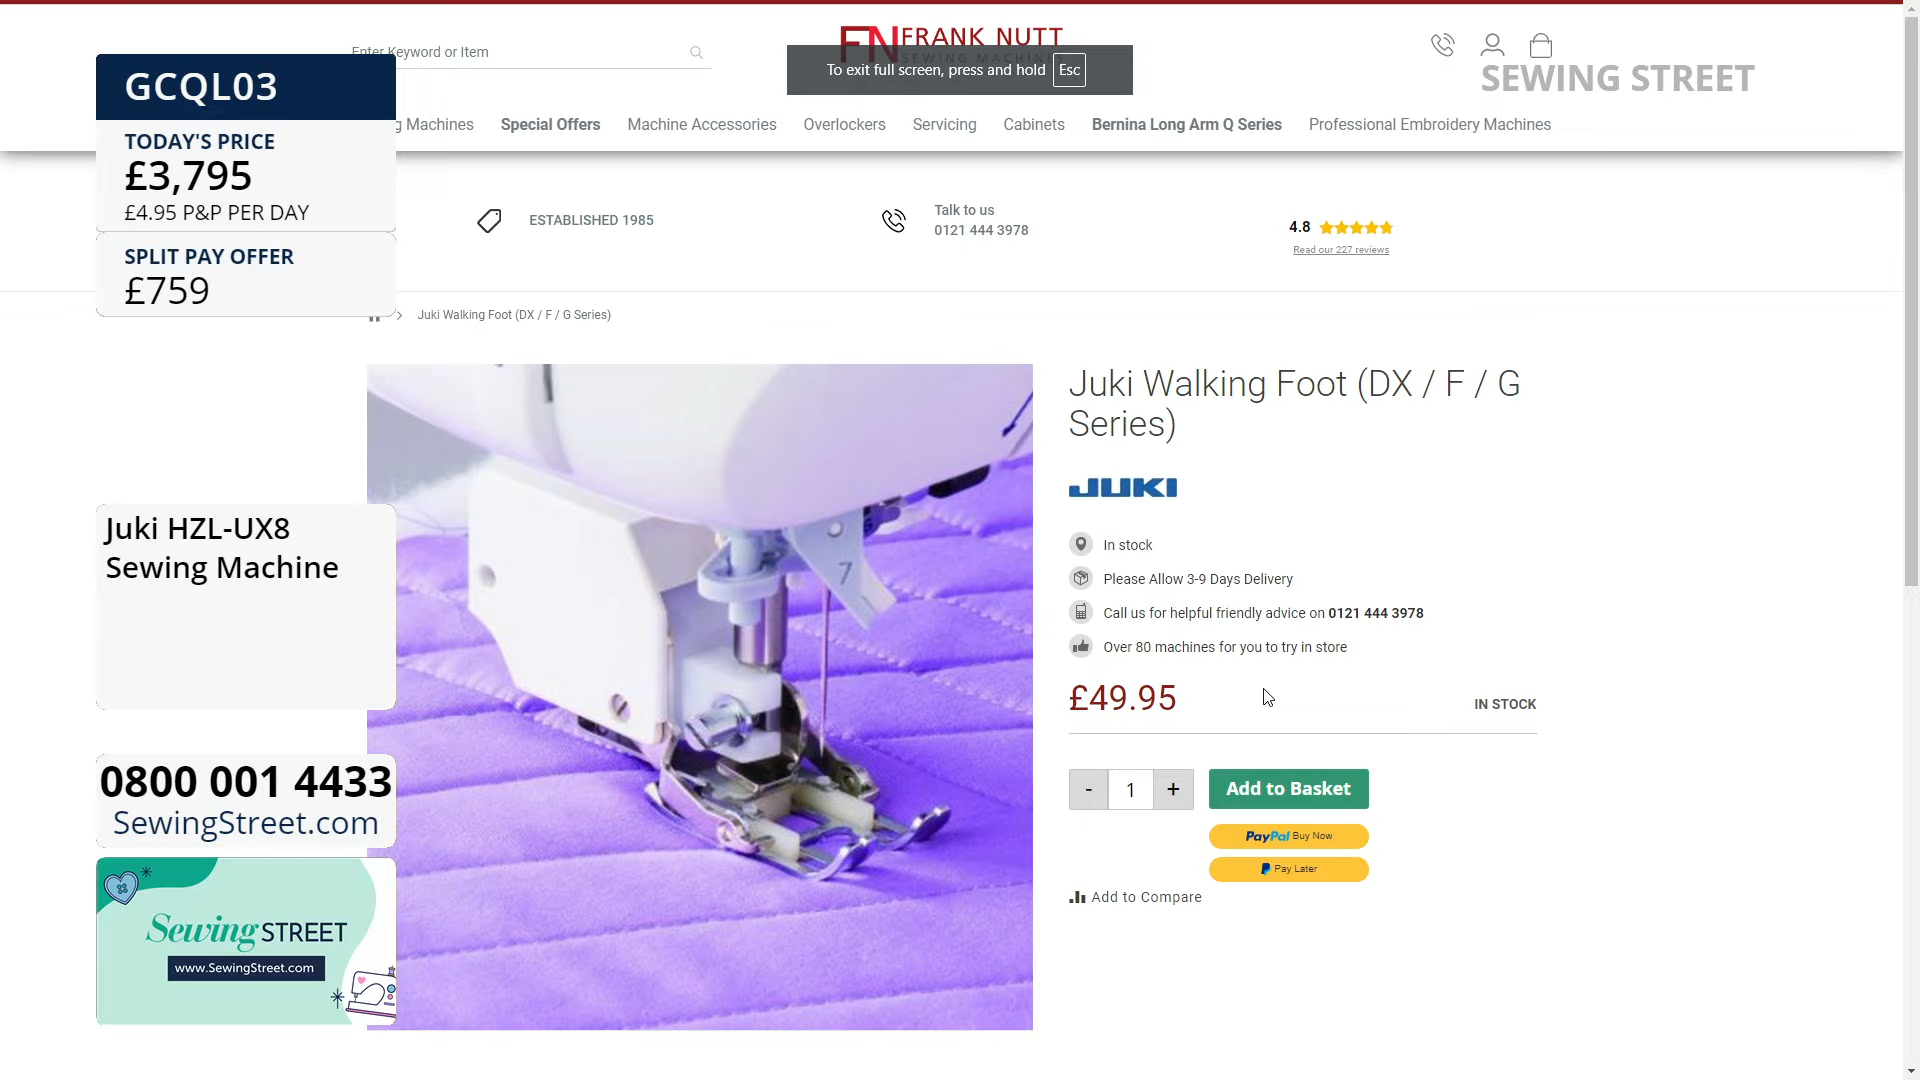 Enter Keyword or Item
FRANK NUTT
To exit full screen, press and hold Esc
SEWING STREET
GCQL03
TODAY'S PRICE
£3,795
£4.95 P&P PER DAY
SPLIT PAY OFFER
£759
Machines
Special Offers
Machine Accessories
Overlockers
Servicing
Cabinets
Bernina Long Arm Q Series
Professional Embroidery Machines
ESTABLISHED 1985
Talk to us
0121 444 3978
4.8
Read our 227 reviews
Juki Walking Foot (DX / F / G Series)
Juki Walking Foot (DX / F / G
Series)
JUKI
In stock
Please Allow 3-9 Days Delivery
Call us for helpful friendly advice on 0121 444 3978
Over 80 machines for you to try in store
£49.95
IN STOCK
- 1 +
Add to Basket
PayPal Buy Now
Pay Later
Add to Compare
7
Juki HZL-UX8
Sewing Machine
0800 001 4433
SewingStreet.com
Sewing STREET
www.SewingStreet.com